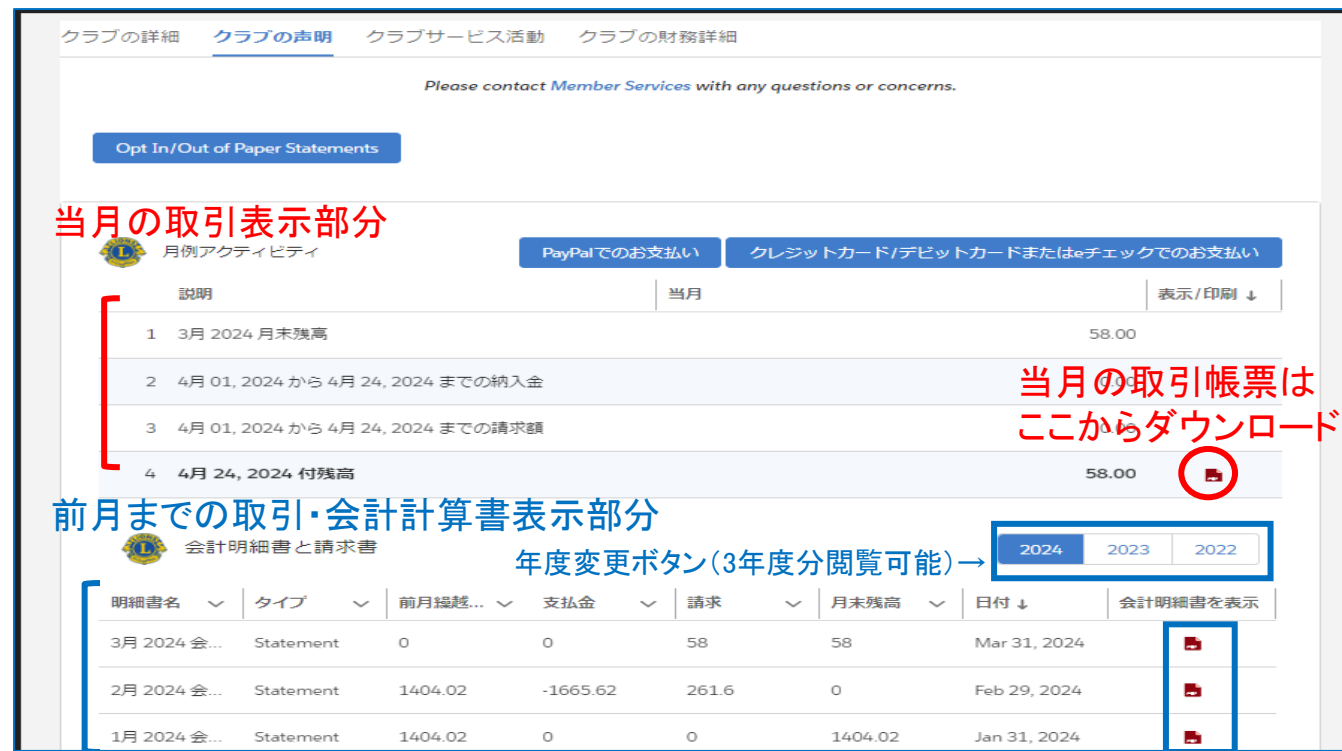 クラブの詳細 クラブの声明 クラブサービス活動 クラブの財務詳細
Please contact Member Services with any questions or concerns.
Opt In/Out of Paper Statements
当月の取引表示部分
月例アクティビティ PayPalでのお支払い クレジットカード/デビットカードまたはeチェックでのお支払い
説明 当月 表示/印刷 ↓
1 3月 2024 月末残高 58.00
2 4月 01, 2024 から 4月 24, 2024 までの納入金
当月の取引帳票は
3 4月 01, 2024 から 4月 24, 2024 までの請求額
ここからダウンロード
4 4月 24, 2024 付残高 58.00
前月までの取引・会計計算書表示部分
会計明細書と請求書
年度変更ボタン(3年度分閲覧可能)→ 2024 2023 2022
明細書名 タイプ 前月繰越... 支払金 請求 月末残高 日付 ↓ 会計明細書を表示
3月 2024 会... Statement 0 0 58 58 Mar 31, 2024
2月 2024 会... Statement 1404.02 -1665.62 261.6 0 Feb 29, 2024
1月 2024 会... Statement 1404.02 0 0 1404.02 Jan 31, 2024